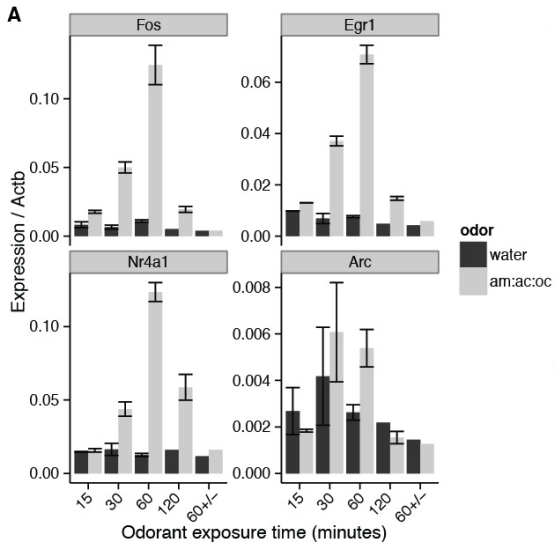 A
Fos
Egr1
0.10
0.05
0.00
0.06
0.04
0.02
0.00
Expression / Actb
odor
water
am:ac:oc
Nr4a1
Arc
0.10
0.05
0.00
0.008
0.006
0.004
0.002
0.000
15 30 60 120 60+/−
15 30 60 120 60+/−
Odorant exposure time (minutes)